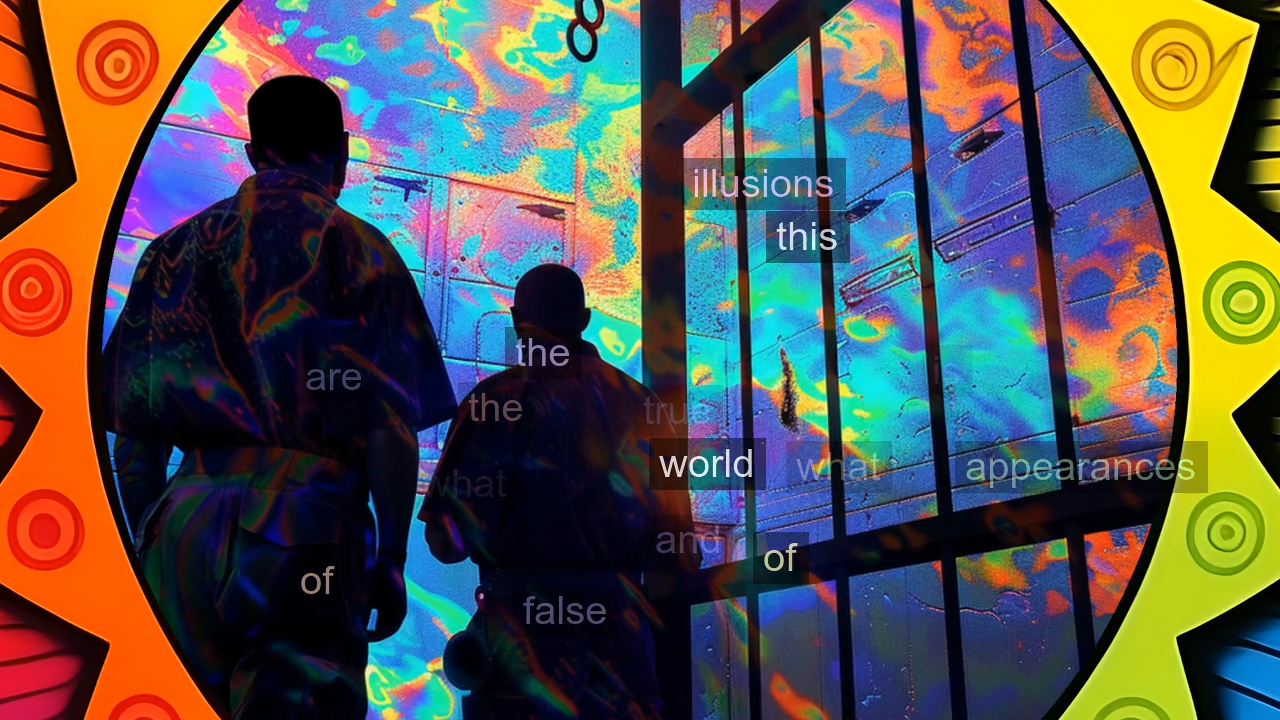 illusions
this
the
are
the true
world what appearances
what
and
of
of
false